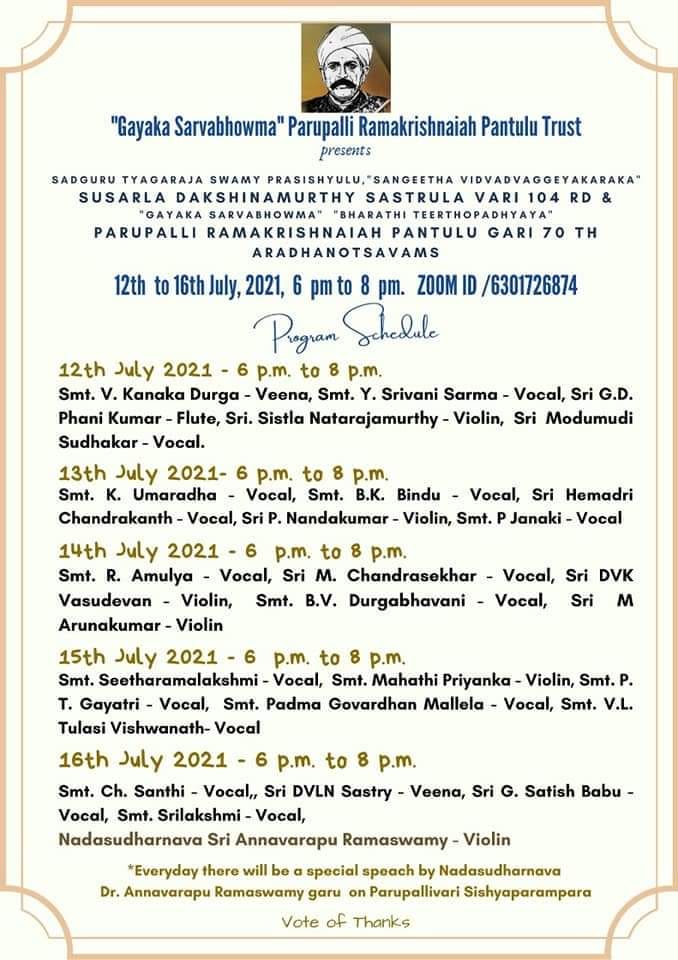 "Gayaka Sarvabhowma" Parupalli Ramakrishnaiah Pantulu Trust
presents
SADGURU TYAGARAJA SWAMY PRASISHYULU,"SANGEETHA VIDVADVAGGEYAKARAKA"
SUSARLA DAKSHINAMURTHY SASTRULA VARI 104 RD &
"GAYAKA SARVABHOWMA" "BHARATHI TEERTHOPADHYAYA"
PARUPALLI RAMAKRISHNAIAH PANTULU GARI 70 TH
ARADHANOTSAVAMS
12th to 16th July, 2021, 6 pm to 8 pm. ZOOM ID /6301726874
Program Schedule
12th July 2021 - 6 p.m. to 8 p.m.
Smt. V. Kanaka Durga - Veena, Smt. Y. Srivani Sarma - Vocal, Sri G.D.
Phani Kumar - Flute, Sri. Sistla Natarajamurthy - Violin, Sri Modumudi
Sudhakar - Vocal.
13th July 2021- 6 p.m. to 8 p.m.
Smt. K. Umaradha - Vocal, Smt. B.K. Bindu - Vocal, Sri Hemadri
Chandrakanth - Vocal, Sri P. Nandakumar - Violin, Smt. P Janaki - Vocal
14th July 2021 - 6 p.m. to 8 p.m.
Smt. R. Amulya - Vocal, Sri M. Chandrasekhar - Vocal, Sri DVK
Vasudevan - Violin, Smt. B.V. Durgabhavani - Vocal, Sri M
Arunakumar - Violin
15th July 2021 - 6 p.m. to 8 p.m.
Smt. Seetharamalakshmi - Vocal, Smt. Mahathi Priyanka - Violin, Smt. P.
T. Gayatri - Vocal, Smt. Padma Govardhan Mallela - Vocal, Smt. V.L.
Tulasi Vishwanath- Vocal
16th July 2021 - 6 p.m. to 8 p.m.
Smt. Ch. Santhi - Vocal,, Sri DVLN Sastry - Veena, Sri G. Satish Babu -
Vocal, Smt. Srilakshmi - Vocal,
Nadasudharnava Sri Annavarapu Ramaswamy - Violin
*Everyday there will be a special speach by Nadasudharnava
Dr. Annavarapu Ramaswamy garu on Parupallivari Sishyaparampara
Vote of Thanks